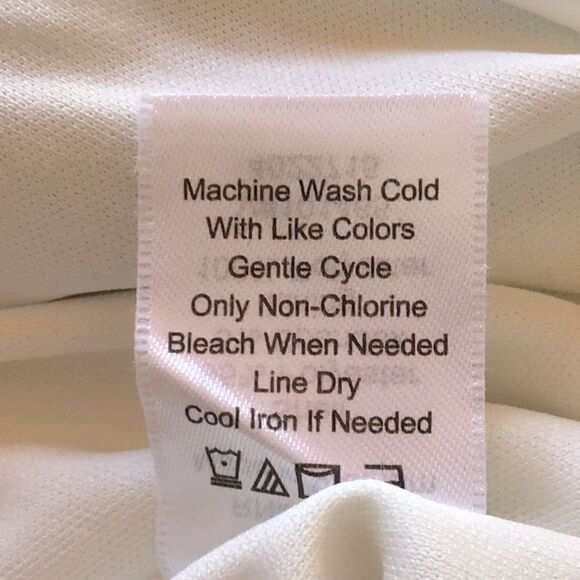 Machine Wash Cold
With Like Colors
Gentle Cycle
Only Non-Chlorine
Bleach When Needed
Line Dry
Cool Iron If Needed